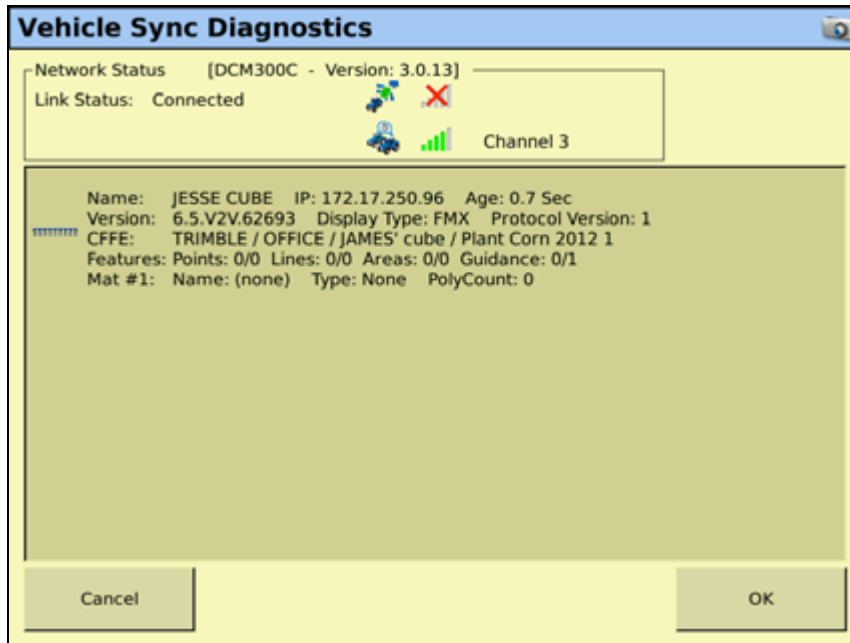 Vehicle Sync Diagnostics
Network Status [DCM300C - Version: 3.0.13]
Link Status: Connected
Channel 3
Name: JESSE CUBE IP: 172.17.250.96 Age: 0.7 Sec
Version: 6.5.V2V.62693 Display Type: FMX Protocol Version: 1
CFFE: TRIMBLE / OFFICE / JAMES' cube / Plant Corn 2012 1
Features: Points: 0/0 Lines: 0/0 Areas: 0/0 Guidance: 0/1
Mat #1: Name: (none) Type: None PolyCount: 0
Cancel
OK